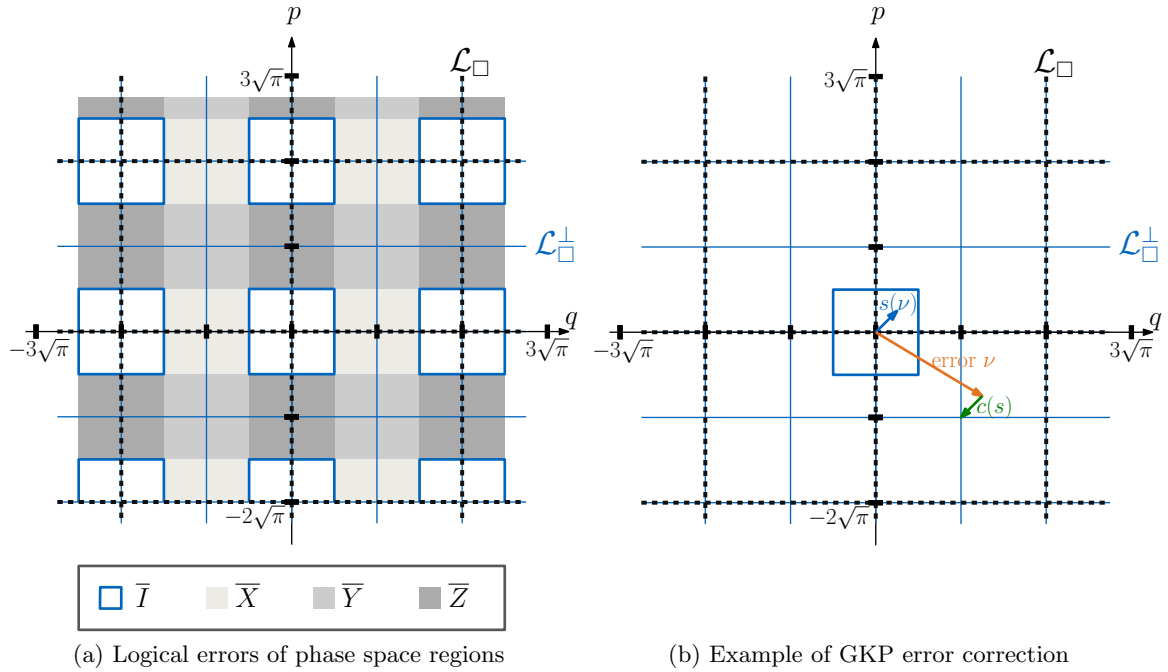 p
3√π
𝓛□
𝓛□⊥
q
−3√π
3√π
−2√π
I̅
X̅
Y̅
Z̅
(a) Logical errors of phase space regions
p
3√π
𝓛□
𝓛□⊥
s(ν)
q
−3√π
3√π
error ν
c(s)
−2√π
(b) Example of GKP error correction